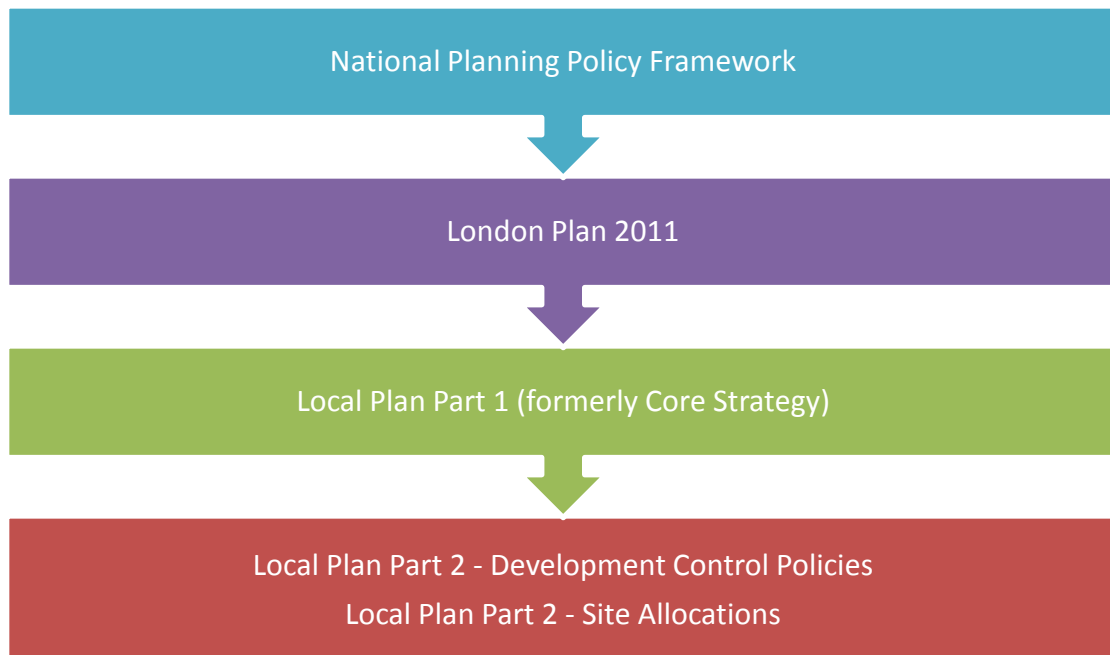 National Planning Policy Framework
London Plan 2011
Local Plan Part 1 (formerly Core Strategy)
Local Plan Part 2 - Development Control Policies
Local Plan Part 2 - Site Allocations